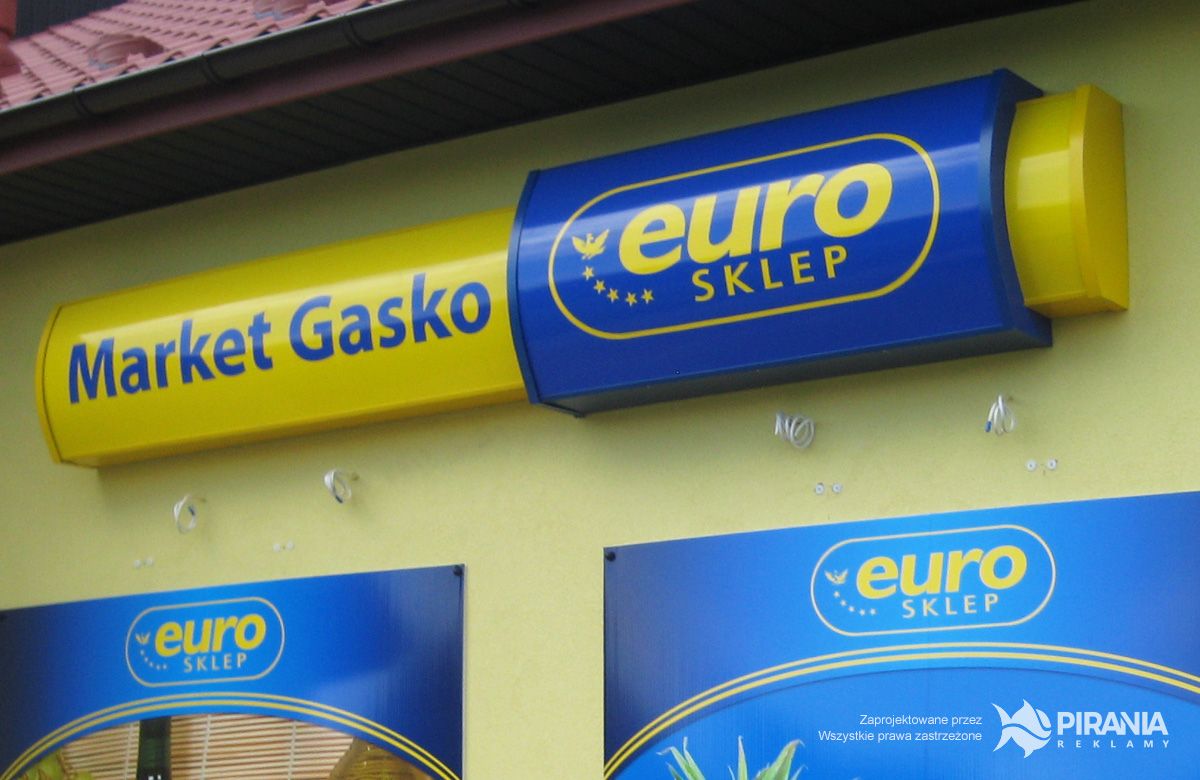 Market Gasko
euro
SKLEP
euro
SKLEP
euro
SKLEP
Zaprojektowane przez
Wszystkie prawa zastrzeżone
PIRANIA
REKLAMY